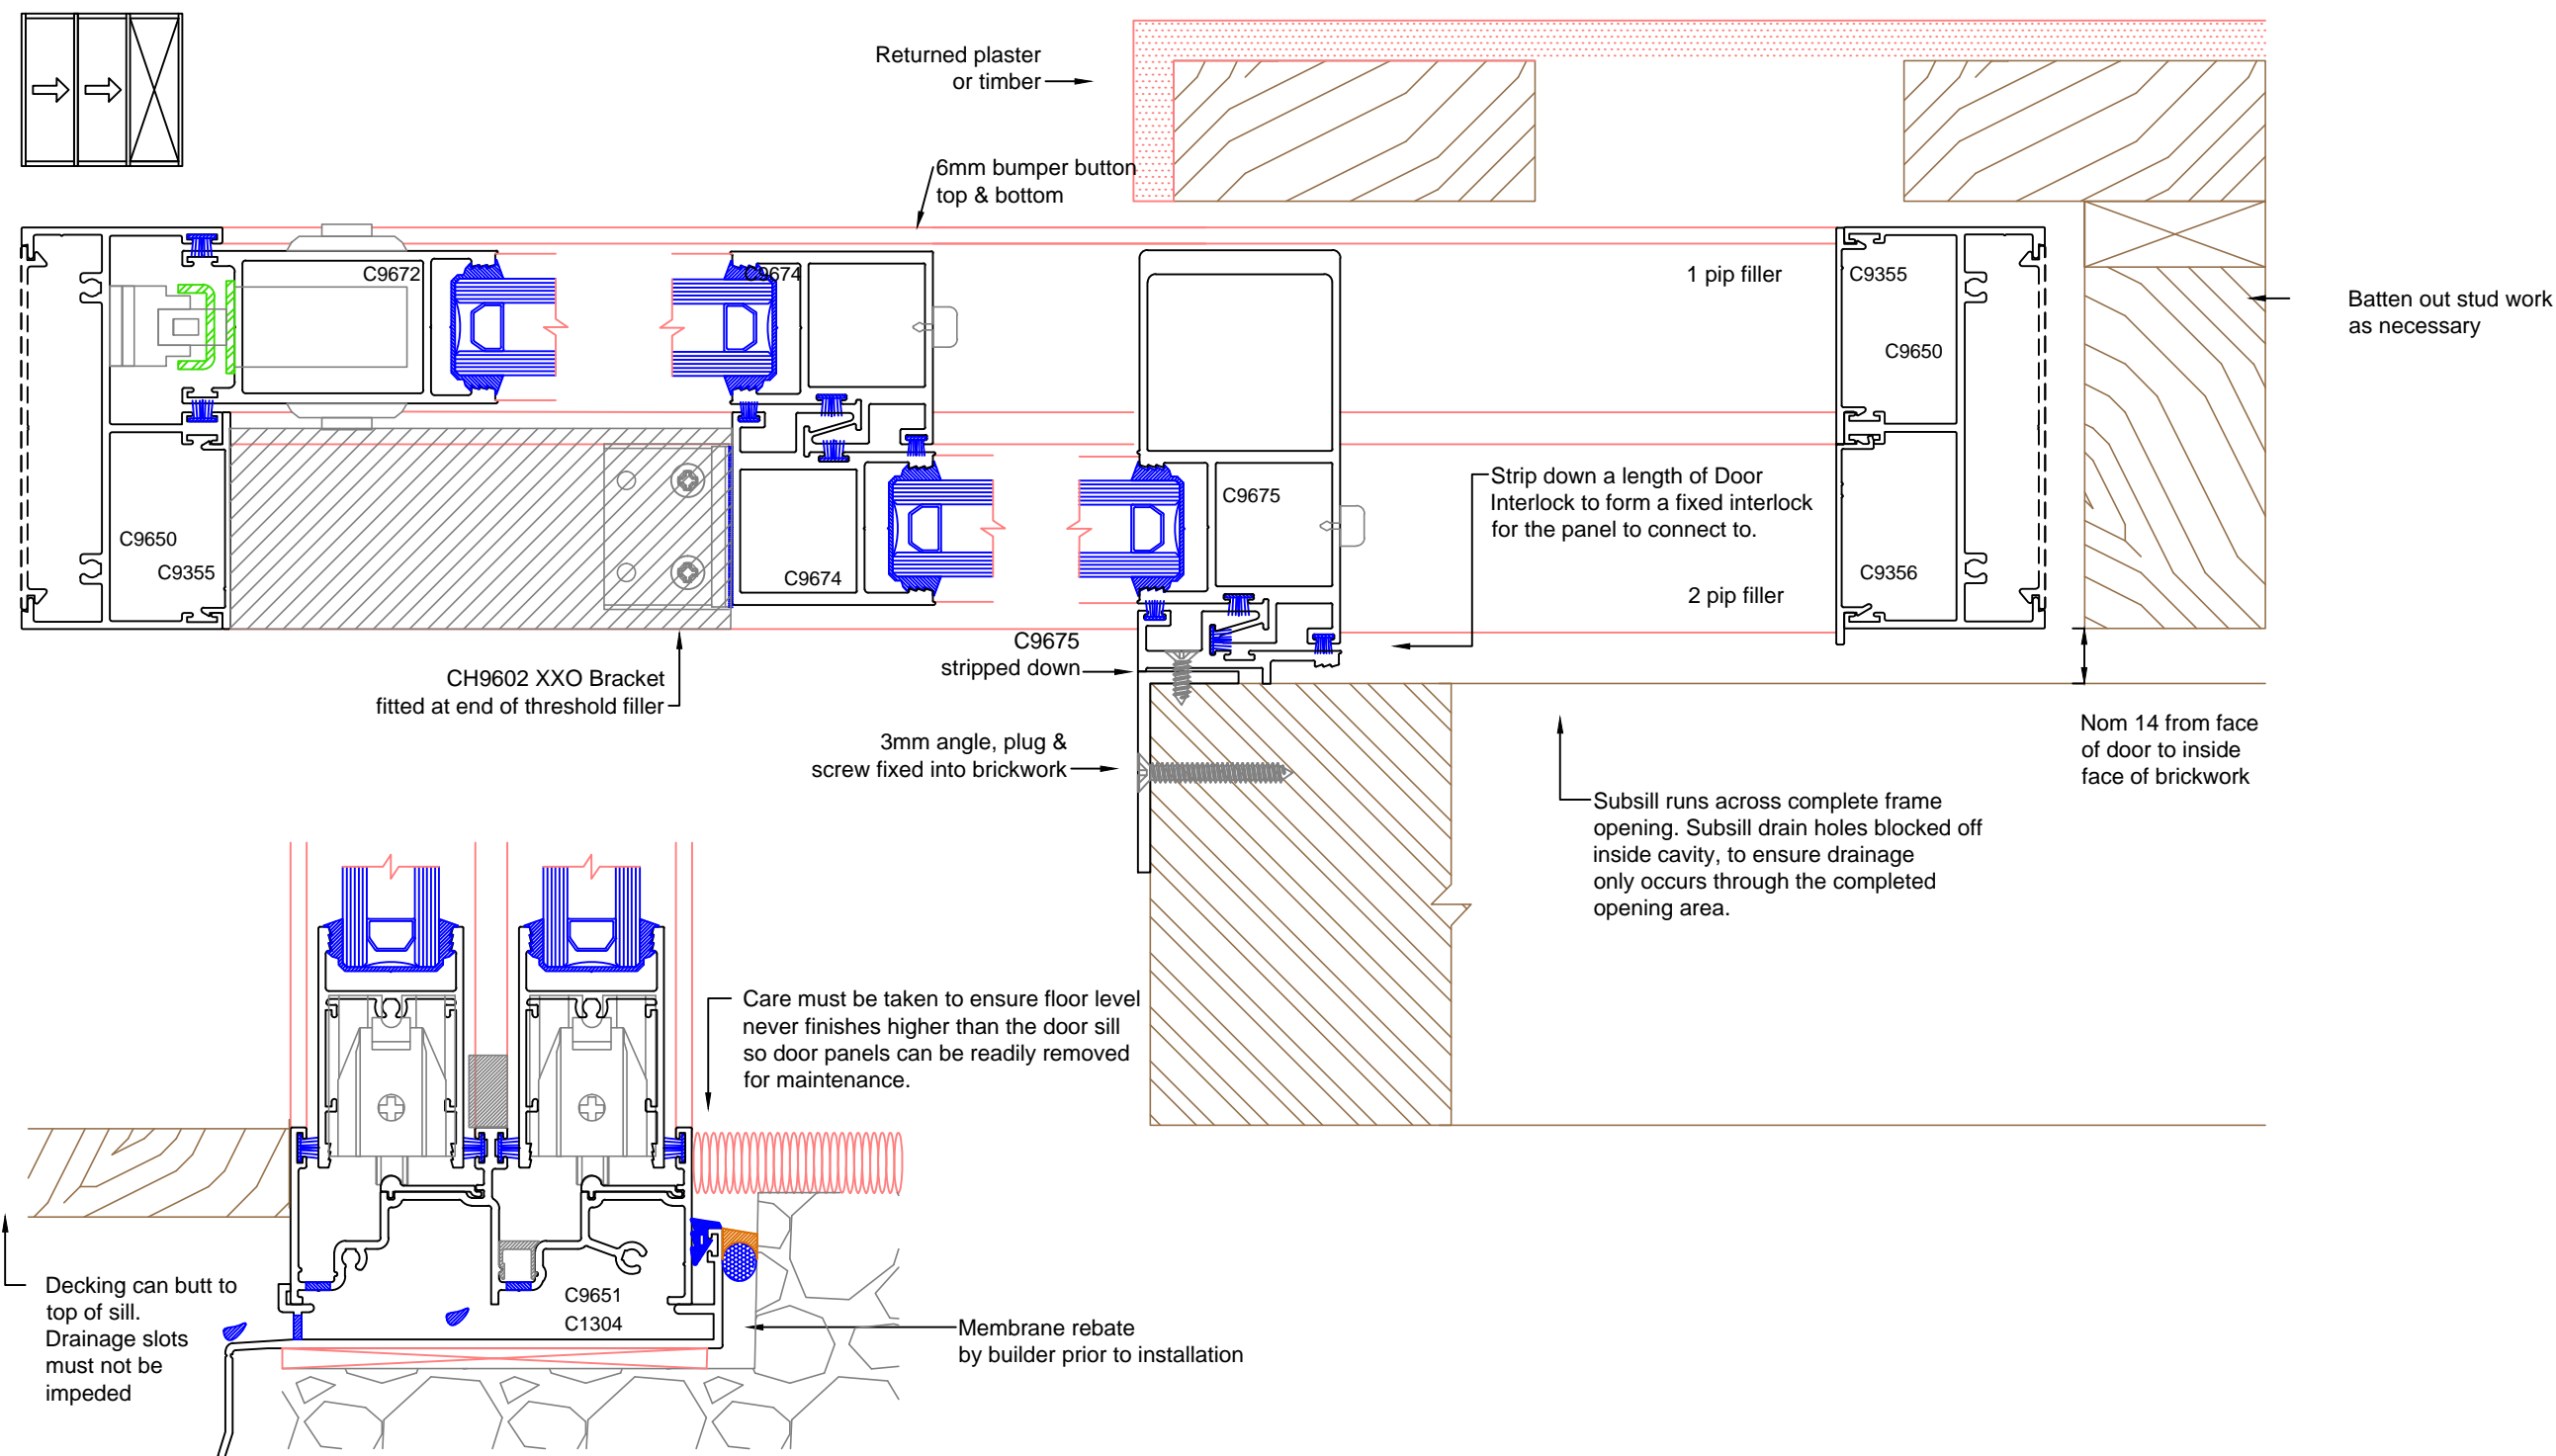 Returned plaster
or timber
6mm bumper button
top & bottom
C9672
C9674
1 pip filler
C9355
C9650
Batten out stud work
as necessary
C9650
C9355
C9674
C9675
Strip down a length of Door
Interlock to form a fixed interlock
for the panel to connect to.
C9356
2 pip filler
CH9602 XXO Bracket
fitted at end of threshold filler
C9675
stripped down
3mm angle, plug &
screw fixed into brickwork
Nom 14 from face
of door to inside
face of brickwork
Subsill runs across complete frame
opening. Subsill drain holes blocked off
inside cavity, to ensure drainage
only occurs through the completed
opening area.
Care must be taken to ensure floor level
never finishes higher than the door sill
so door panels can be readily removed
for maintenance.
Decking can butt to
top of sill.
Drainage slots
must not be
impeded
C9651
C1304
Membrane rebate
by builder prior to installation